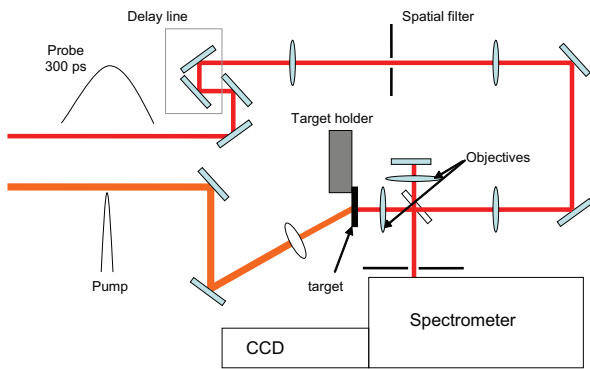 Delay line
Spatial filter
Probe
300 ps
Target holder
Objectives
Pump
target
Spectrometer
CCD